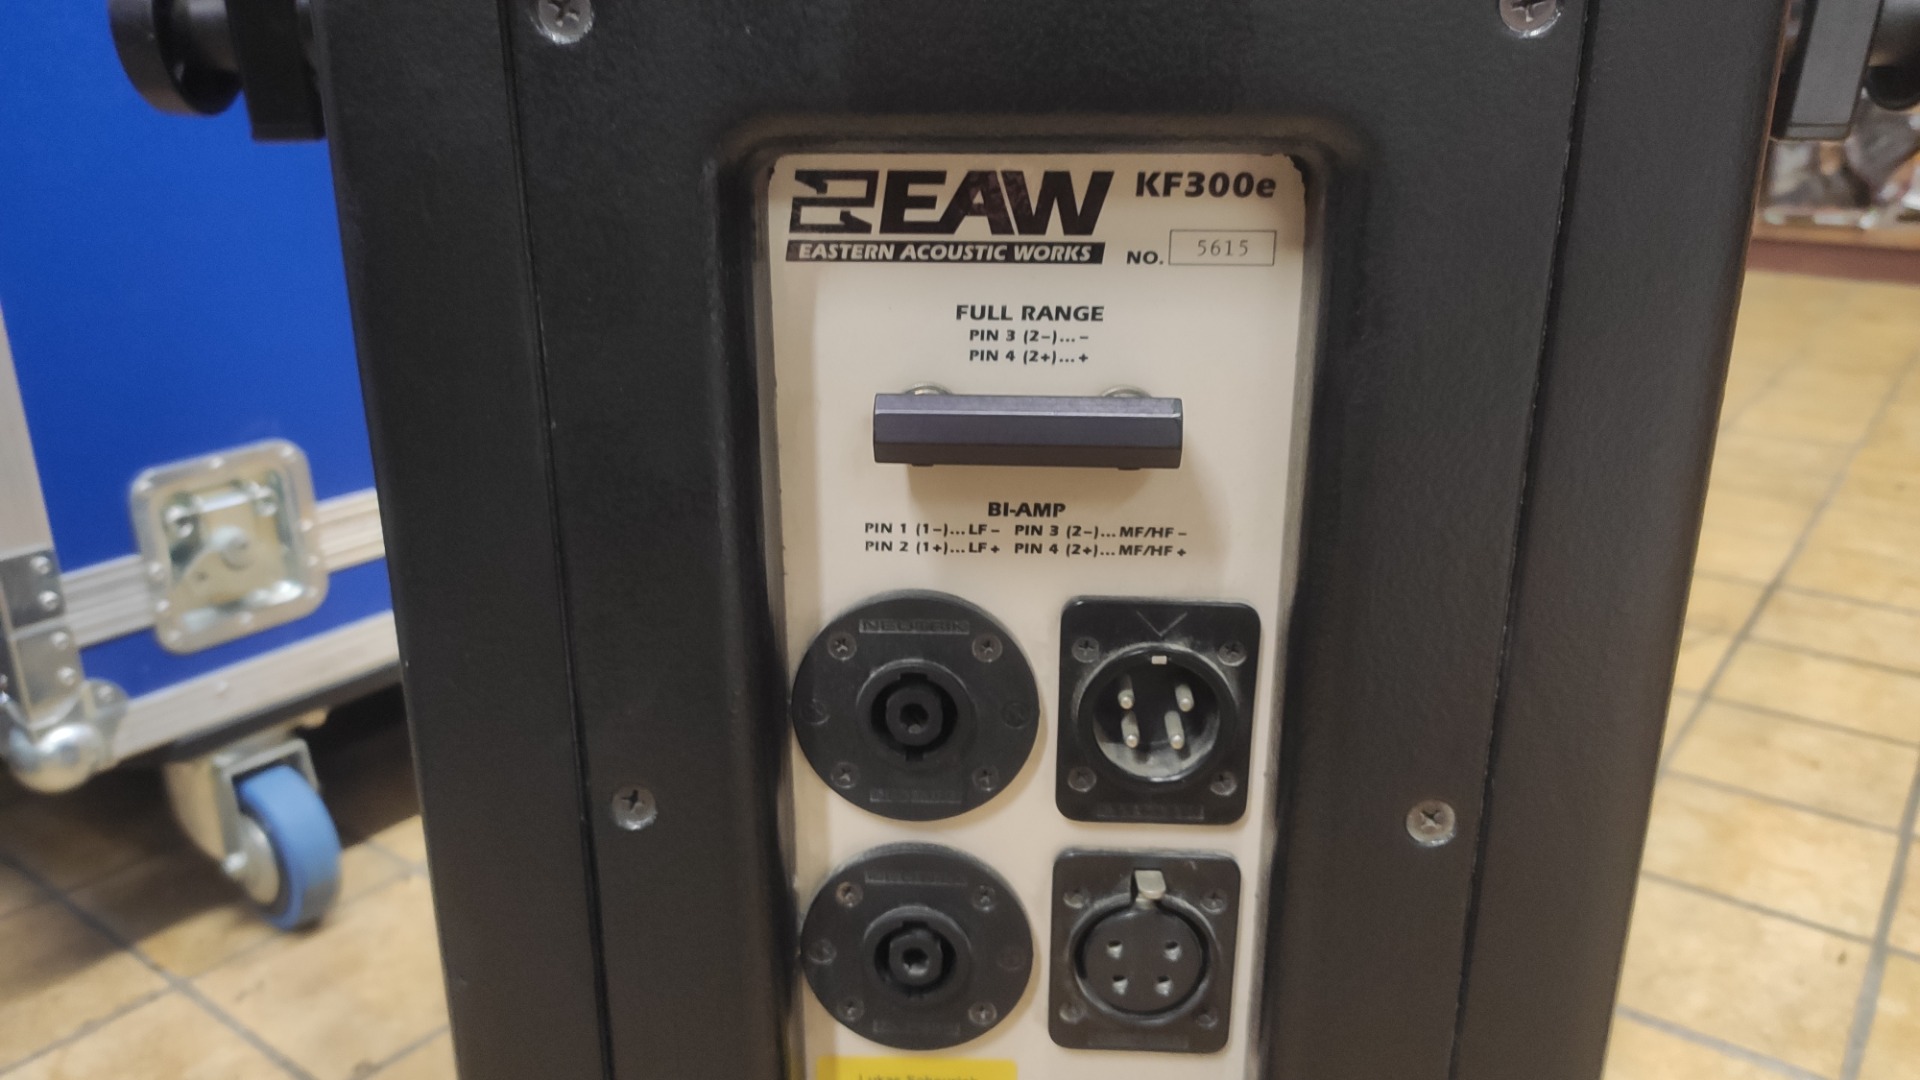 EAW
EASTERN ACOUSTIC WORKS
KF300e
NO. 5615
FULL RANGE
PIN 3 (2-)...-
PIN 4 (2+)...+
BI-AMP
PIN 1 (1-)...LF- PIN 3 (2-)...MF/HF-
PIN 2 (1+)...LF+ PIN 4 (2+)...MF/HF+
NEUTRIK